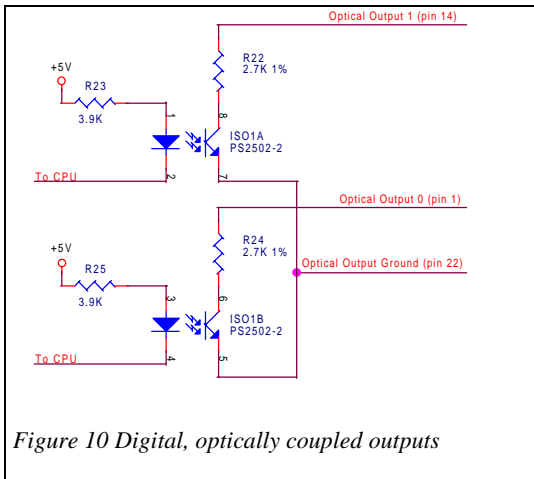 Optical Output 1 (pin 14)
R22
2.7K 1%
+5V
R23
3.9K
1
8
ISO1A
PS2502-2
2
7
To CPU
Optical Output 0 (pin 1)
R24
2.7K 1%
+5V
R25
3.9K
Optical Output Ground (pin 22)
3
6
ISO1B
PS2502-2
4
5
To CPU
Figure 10 Digital, optically coupled outputs